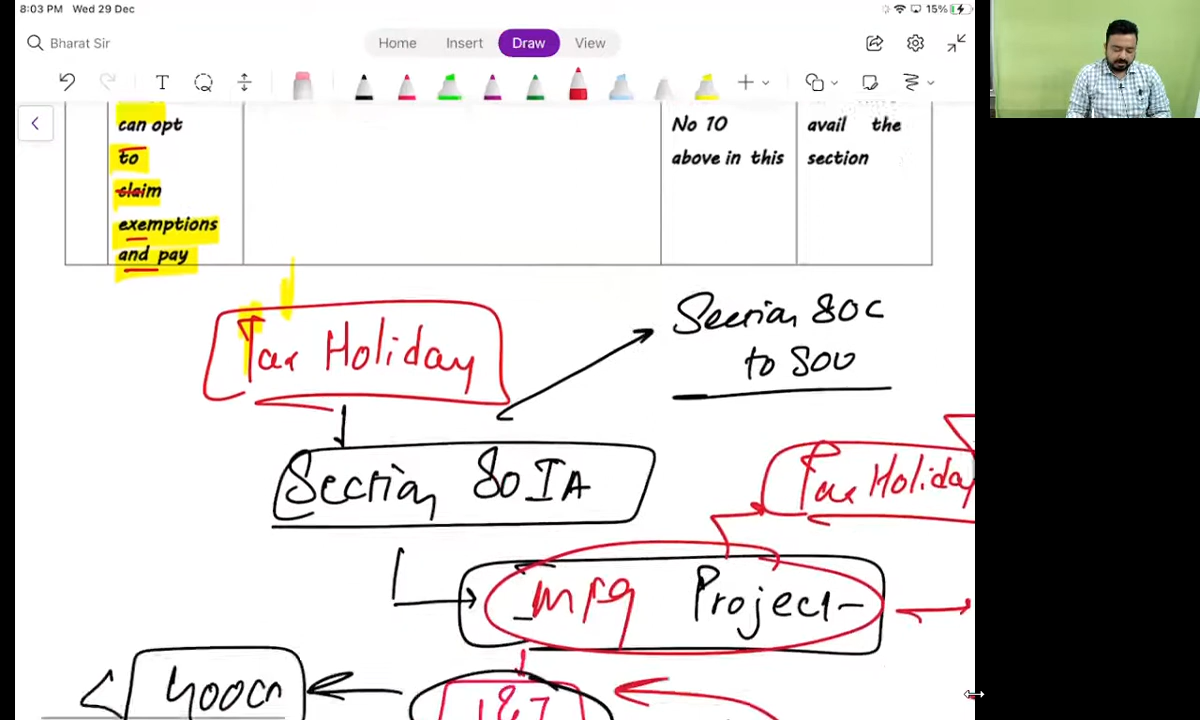 8:03 PM Wed 29 Dec
15%
Bharat Sir
Home Insert Draw View
can opt
to
claim
exemptions
and pay
No 10
above in this
avail the
section
Tax Holiday
Section 80C
to 80U
Section 80IA
Tax Holiday
mfg Project
400cr